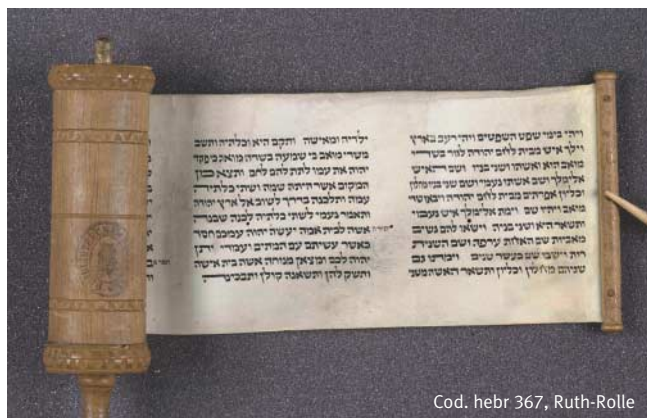 ויהי בימי שפט השפטים ויהי רעב בארץ
וילך איש מבית לחם יהודה לגור בשדי
מואב הוא ואשתו ושני בניו ושם האיש
אלימלך ושם אשתו נעמי ושם שני בניו מחלון
וכליון אפרתים מבית לחם יהודה ויבאו שדי
מואב ויהיו שם וימת אלימלך איש נעמי
ותשאר היא ושני בניה וישאו להם נשים
מאביות שם האחת ערפה ושם השנית
רות וישבו שם כעשר שנים וימתו גם
שניהם מחלון וכליון ותשאר האשה משני
ילדיה ומאישה ותקם היא וכלתיה ותשב
משדי מואב כי שמעה בשדה מואב כי פקד
יהוה את עמו לתת להם לחם ותצא מן
המקום אשר היתה שמה ושתי כלתיה
עמה ותלכנה בדרך לשוב אל ארץ יהודה
ותאמר נעמי לשתי כלתיה לכנה שבנה
אשה לבית אמה יעשה יהוה עמכם חסד
כאשר עשיתם עם המתים ועמדי יתן
יהוה לכם ומצאן מנוחה אשה בית אישה
ותשק להן ותשאנה קולן ותבכינה
Cod. hebr 367, Ruth-Rolle